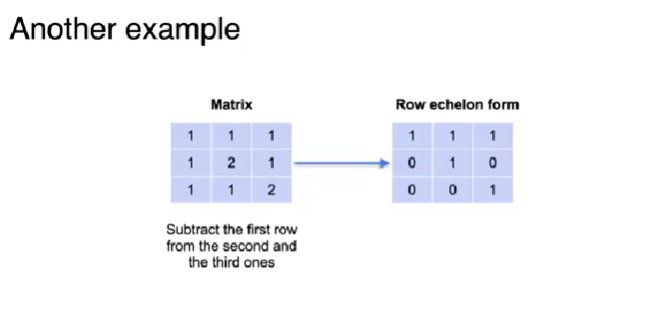 Another example
Matrix
Row echelon form
1 1 1
1 2 1
1 1 2
1 1 1
0 1 0
0 0 1
Subtract the first row
from the second and
the third ones